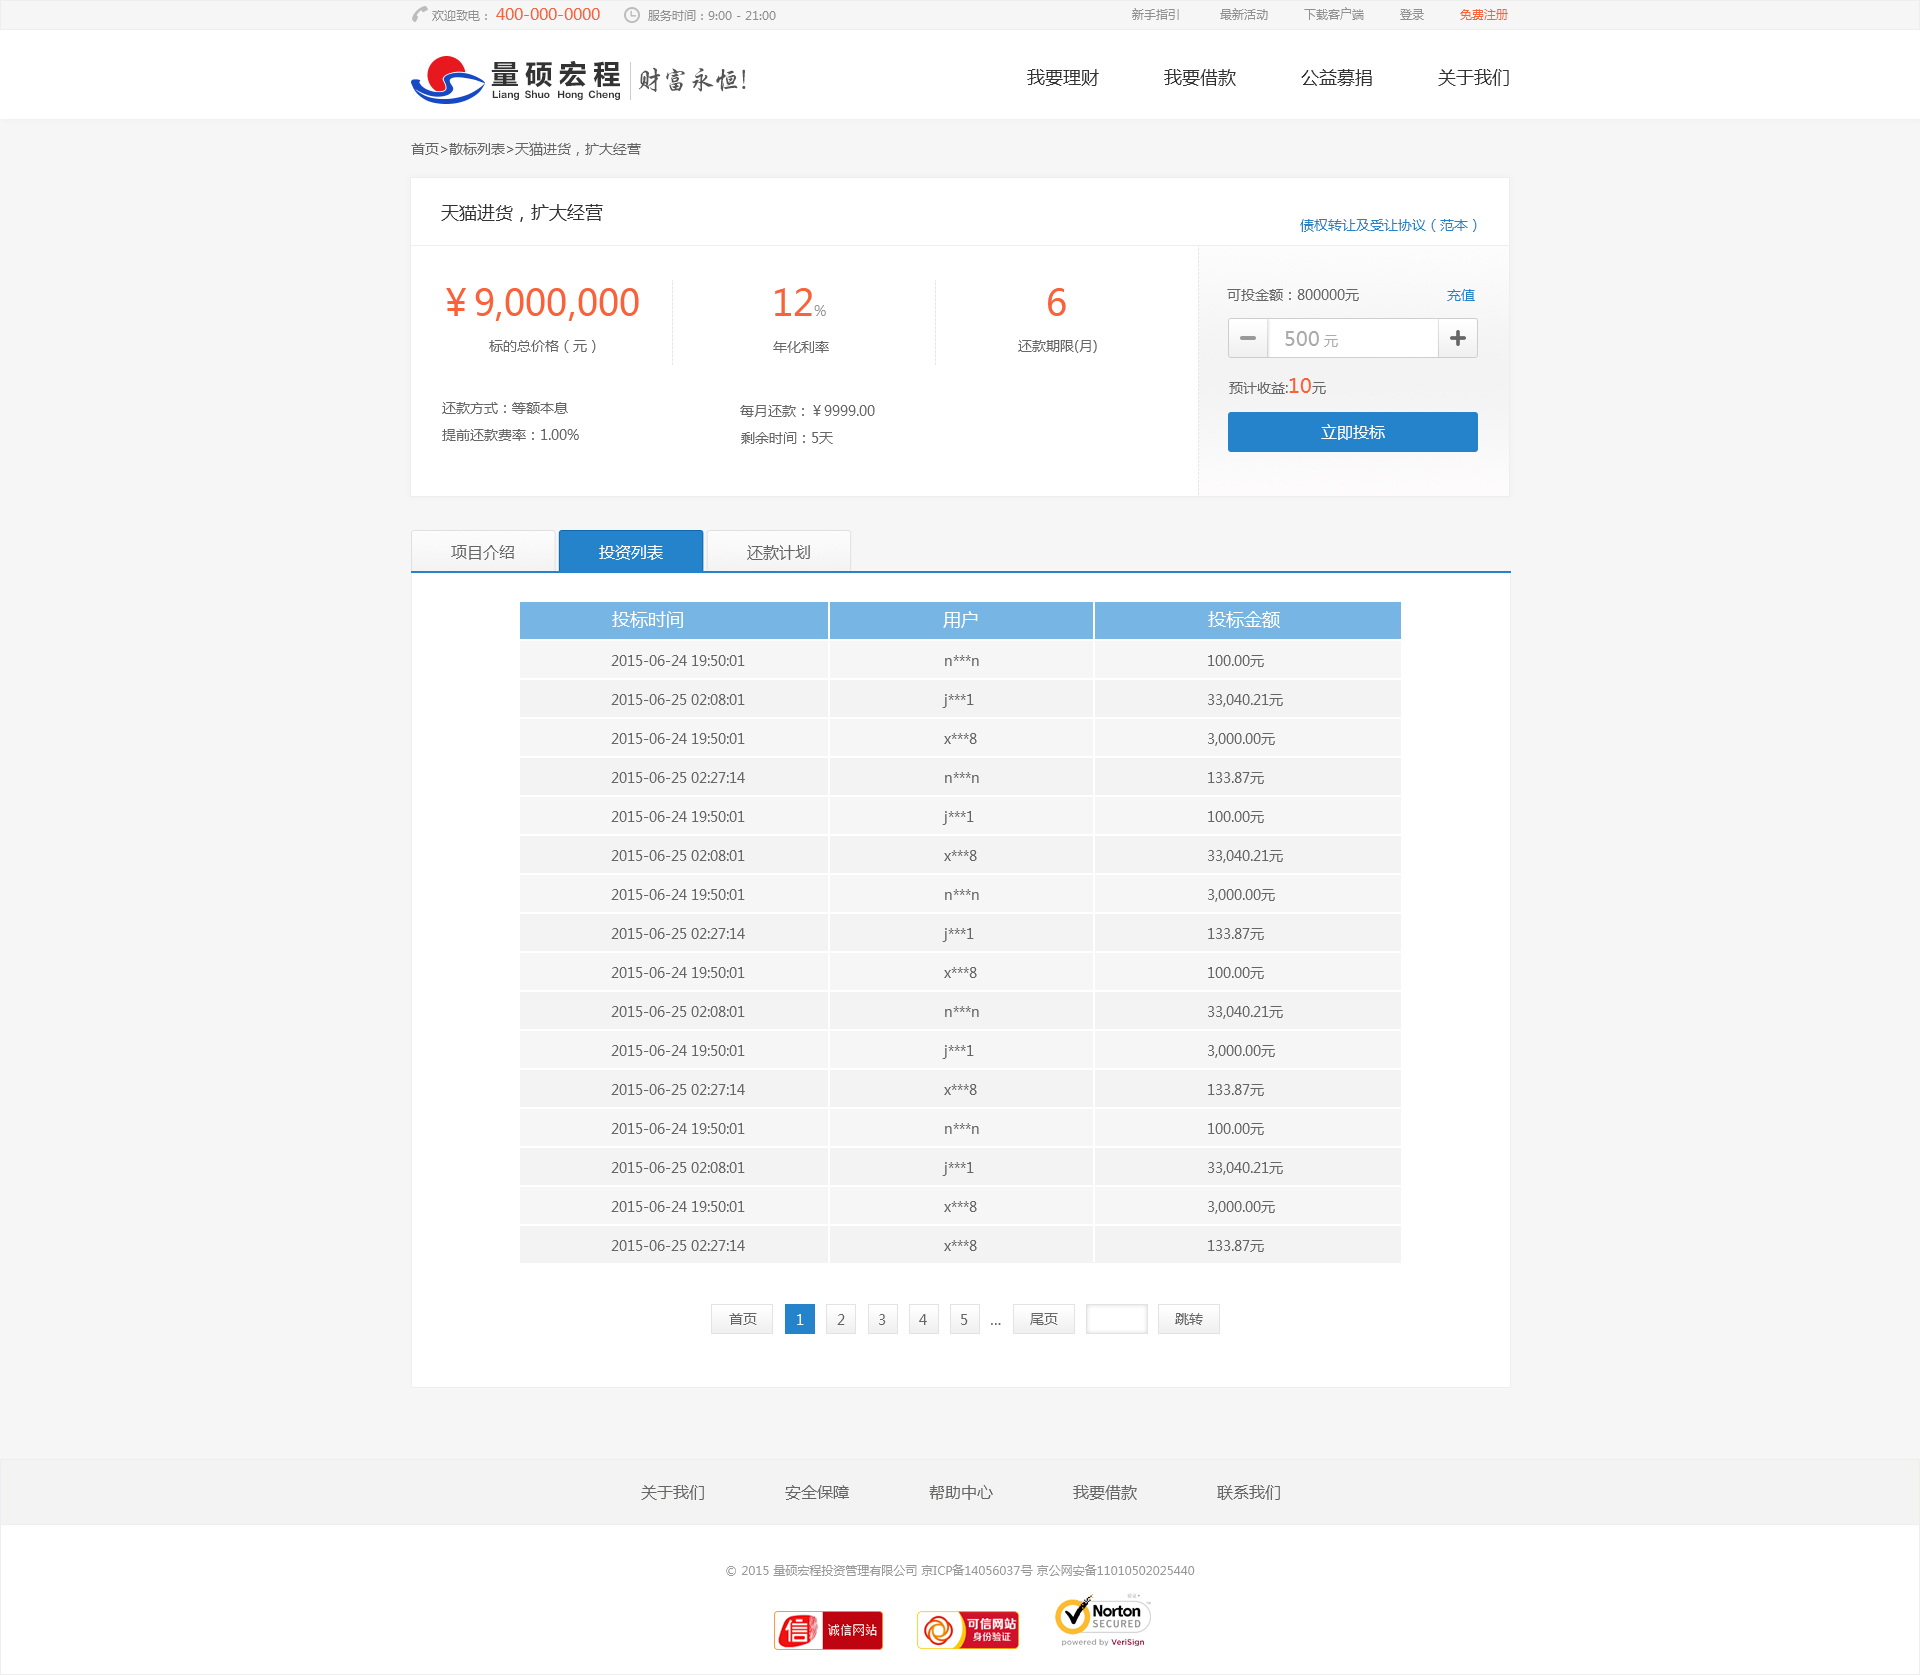 欢迎致电： 400-000-0000 服务时间：9:00 - 21:00 新手指引 最新活动 下载客户端 登录 免费注册
量硕宏程 财富永恒! 我要理财 我要借款 公益募捐 关于我们
Liang Shuo Hong Cheng
首页>散标列表>天猫进货，扩大经营
天猫进货，扩大经营
债权转让及受让协议（范本）
￥9,000,000 12% 6
标的总价格（元） 年化利率 还款期限(月)
还款方式：等额本息 每月还款：￥9999.00
提前还款费率：1.00% 剩余时间：5天
可投金额：800000元 充值
500 元
预计收益:10元
立即投标
项目介绍 投资列表 还款计划
投标时间 用户 投标金额
2015-06-24 19:50:01 n***n 100.00元
2015-06-25 02:08:01 j***1 33,040.21元
2015-06-24 19:50:01 x***8 3,000.00元
2015-06-25 02:27:14 n***n 133.87元
2015-06-24 19:50:01 j***1 100.00元
2015-06-25 02:08:01 x***8 33,040.21元
2015-06-24 19:50:01 n***n 3,000.00元
2015-06-25 02:27:14 j***1 133.87元
2015-06-24 19:50:01 x***8 100.00元
2015-06-25 02:08:01 n***n 33,040.21元
2015-06-24 19:50:01 j***1 3,000.00元
2015-06-25 02:27:14 x***8 133.87元
2015-06-24 19:50:01 n***n 100.00元
2015-06-25 02:08:01 j***1 33,040.21元
2015-06-24 19:50:01 x***8 3,000.00元
2015-06-25 02:27:14 x***8 133.87元
首页 1 2 3 4 5 ... 尾页 跳转
关于我们 安全保障 帮助中心 我要借款 联系我们
© 2015 量硕宏程投资管理有限公司 京ICP备14056037号 京公网安备11010502025440
信 诚信网站
可信网站
身份验证
Norton
SECURED
powered by VeriSign